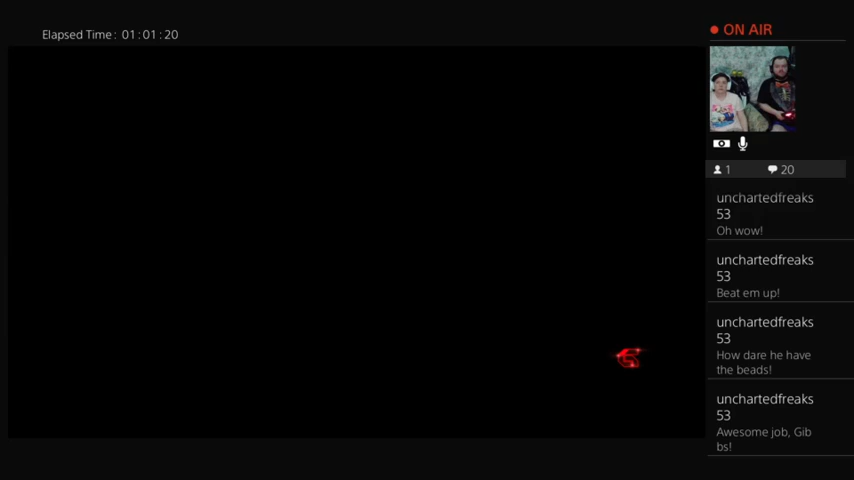 Elapsed Time: 01:01:20
ON AIR
1
20
unchartedfreaks
53
Oh wow!
unchartedfreaks
53
Beat em up!
unchartedfreaks
53
How dare he have
the beads!
unchartedfreaks
53
Awesome job, Gib
bs!